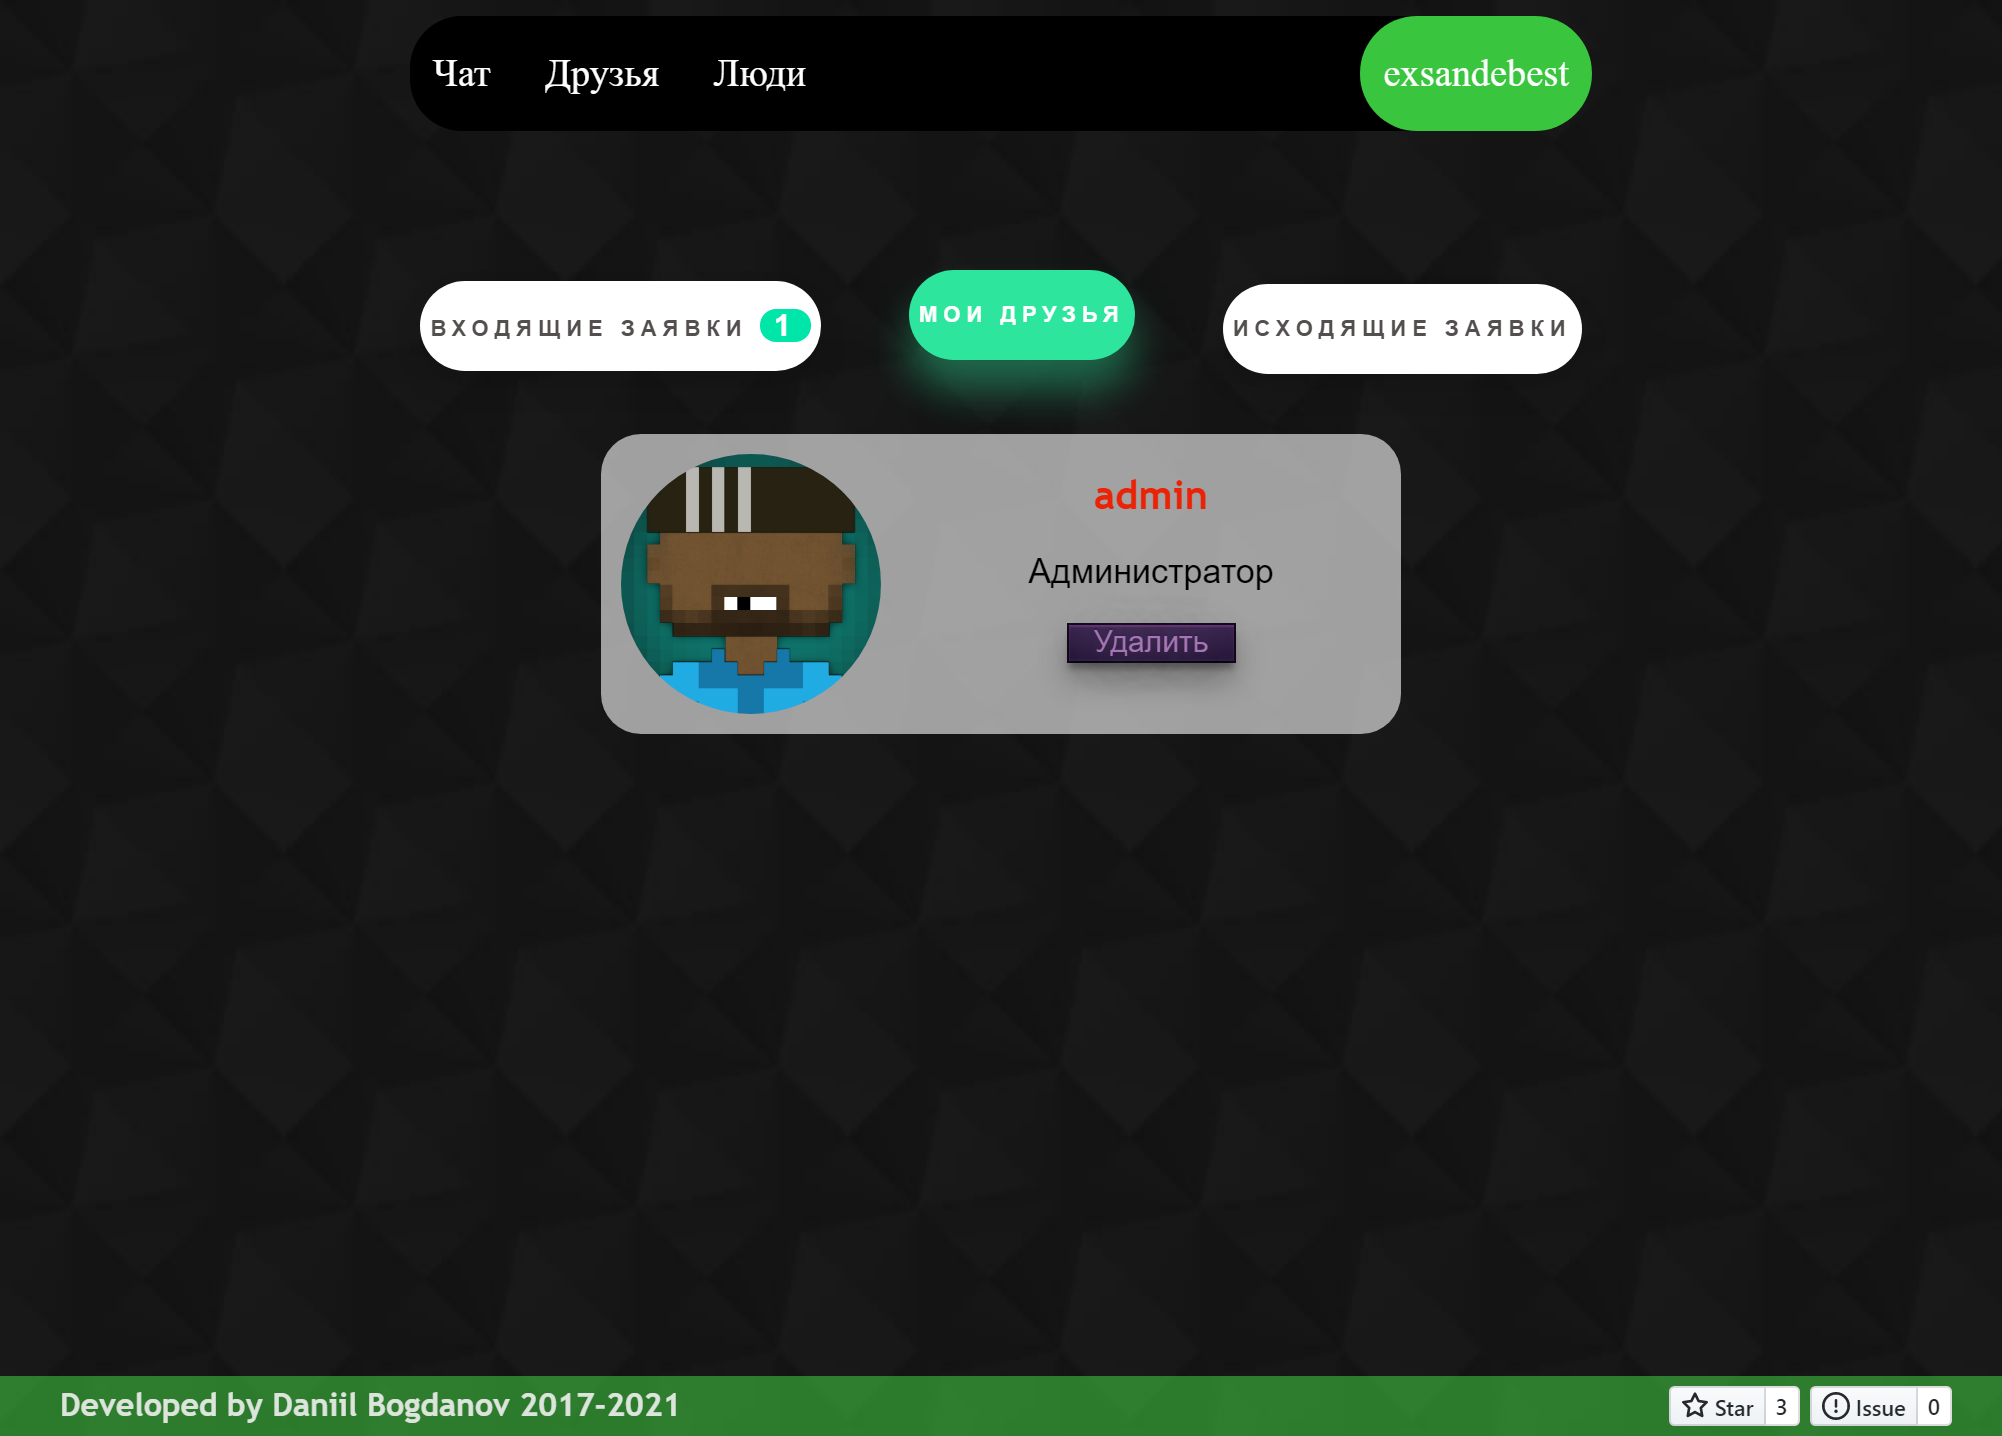 Чат Друзья Люди exsandebest
ВХОДЯЩИЕ ЗАЯВКИ 1 МОИ ДРУЗЬЯ ИСХОДЯЩИЕ ЗАЯВКИ
admin
Администратор
Удалить
Developed by Daniil Bogdanov 2017-2021 Star 3 Issue 0